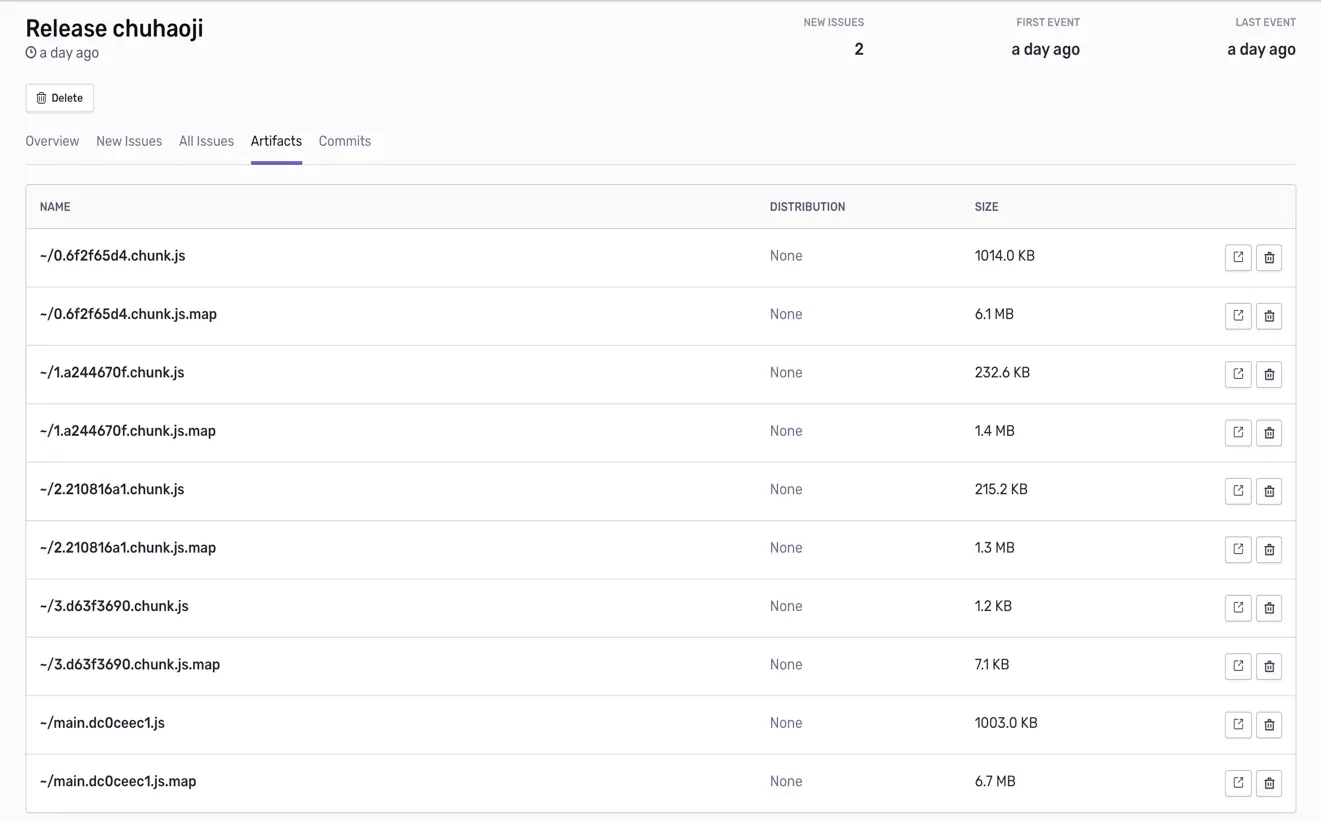 Release chuhaoji
a day ago
NEW ISSUES
2
FIRST EVENT
a day ago
LAST EVENT
a day ago
Delete
Overview New Issues All Issues Artifacts Commits
NAME DISTRIBUTION SIZE
~/0.6f2f65d4.chunk.js None 1014.0 KB
~/0.6f2f65d4.chunk.js.map None 6.1 MB
~/1.a244670f.chunk.js None 232.6 KB
~/1.a244670f.chunk.js.map None 1.4 MB
~/2.210816a1.chunk.js None 215.2 KB
~/2.210816a1.chunk.js.map None 1.3 MB
~/3.d63f3690.chunk.js None 1.2 KB
~/3.d63f3690.chunk.js.map None 7.1 KB
~/main.dc0ceec1.js None 1003.0 KB
~/main.dc0ceec1.js.map None 6.7 MB